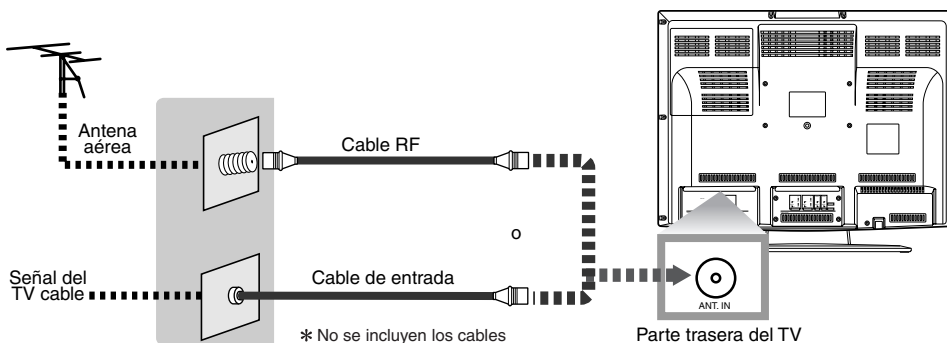 Antena
aérea
Cable RF
o
Señal del
TV cable
Cable de entrada
ANT. IN
* No se incluyen los cables
Parte trasera del TV